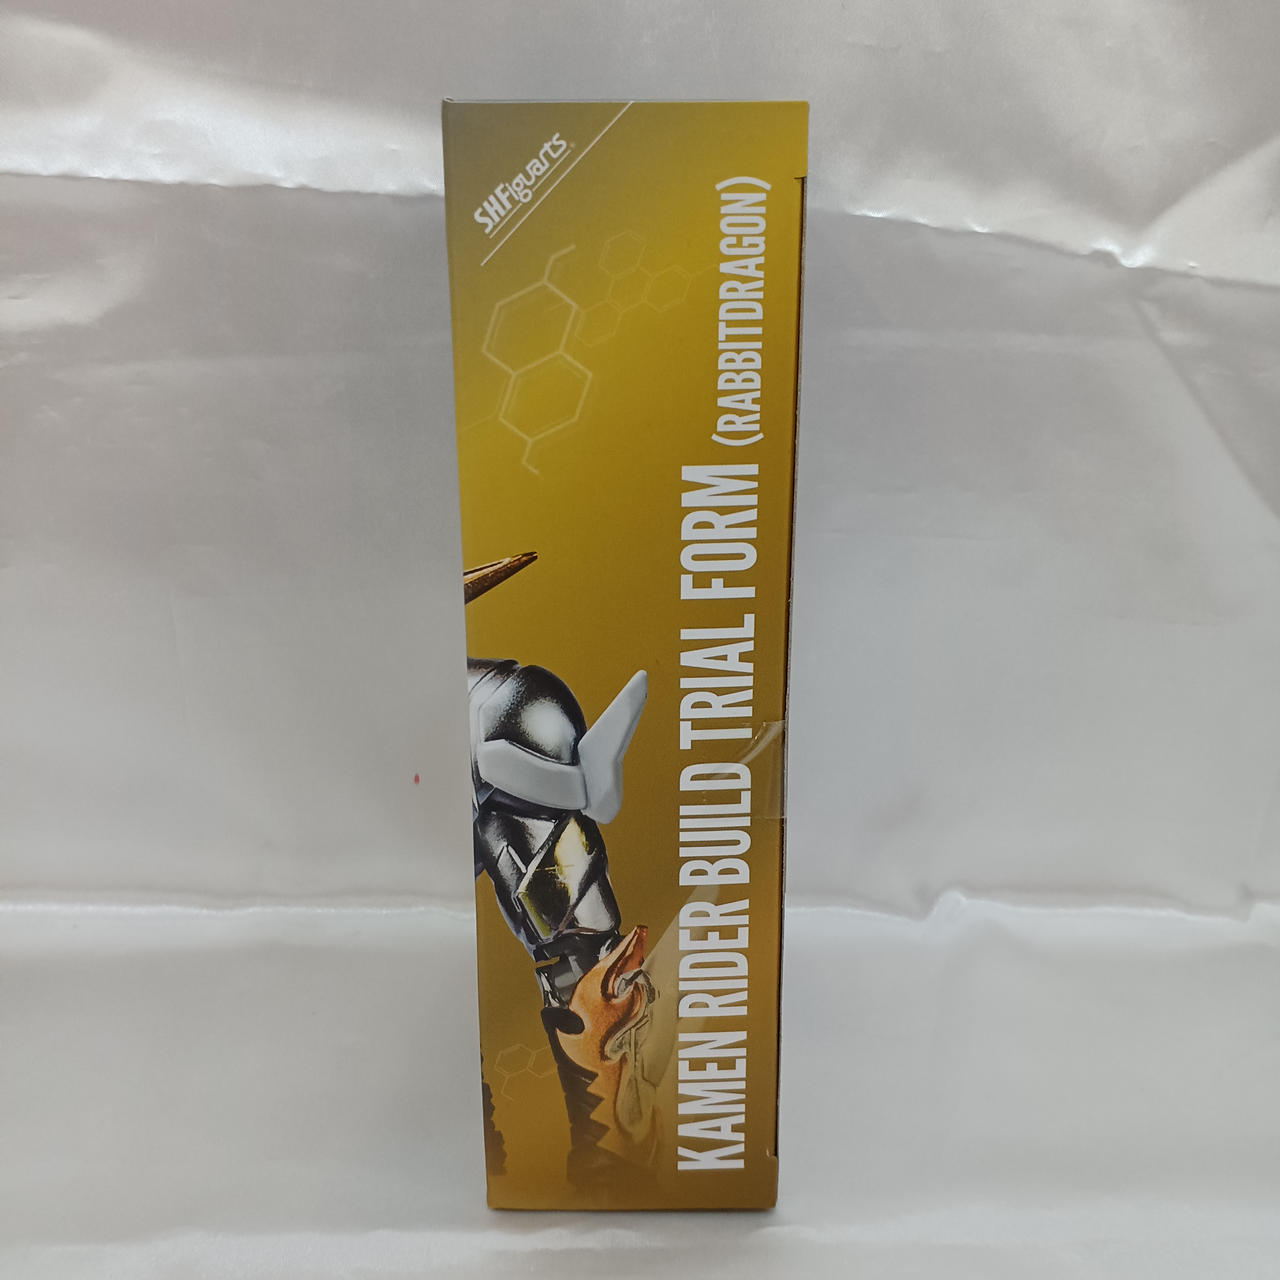 SHFiguarts
KAMEN RIDER BUILD TRIAL FORM (RABBITDRAGON)